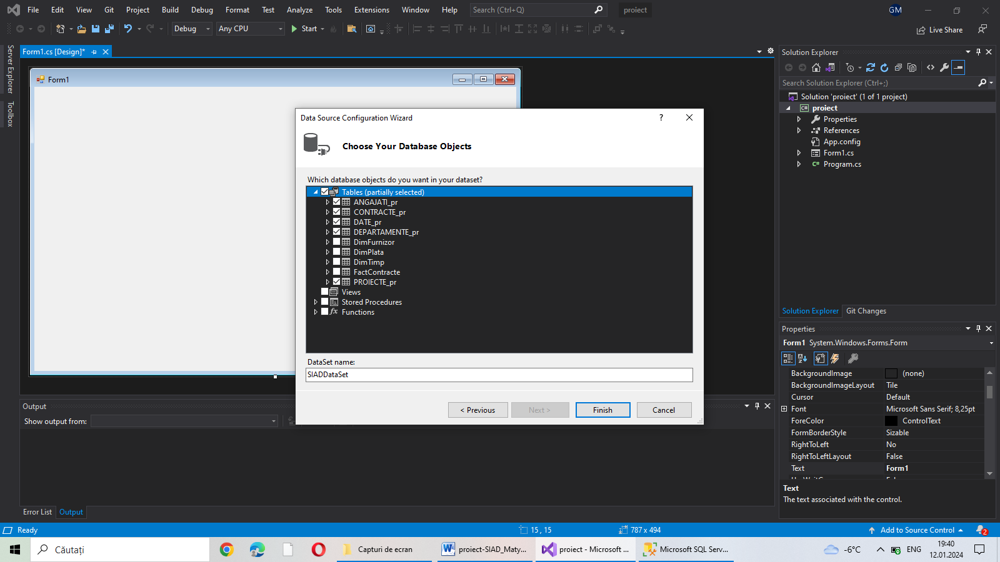 File Edit View Git Project Build Debug Format Test Analyze Tools Extensions Window Help Search (Ctrl+Q) proiect GM
Debug Any CPU Start Live Share
Server Explorer
Toolbox
Form1.cs [Design]*
Form1
Data Source Configuration Wizard ?
Choose Your Database Objects
Which database objects do you want in your dataset?
Tables (partially selected)
ANGAJATI_pr
CONTRACTE_pr
DATE_pr
DEPARTAMENTE_pr
DimFurnizor
DimPlata
DimTimp
FactContracte
PROIECTE_pr
Views
Stored Procedures
fx Functions
DataSet name:
SIADDataSet
< Previous Next > Finish Cancel
Solution Explorer
Search Solution Explorer (Ctrl+;)
Solution 'proiect' (1 of 1 project)
C# proiect
Properties
References
App.config
Form1.cs
C# Program.cs
Solution Explorer Git Changes
Properties
Form1 System.Windows.Forms.Form
BackgroundImage (none)
BackgroundImageLayout Tile
Cursor Default
Font Microsoft Sans Serif; 8,25pt
ForeColor ControlText
FormBorderStyle Sizable
RightToLeft No
RightToLeftLayout False
Text Form1
Text
The text associated with the control.
Output
Show output from:
Error List Output
Ready 15 , 15 787 x 494 Add to Source Control 2
Căutați Capturi de ecran proiect-SIAD_Maty... proiect - Microsoft ... Microsoft SQL Serv... -6°C ENG 19:40
12.01.2024